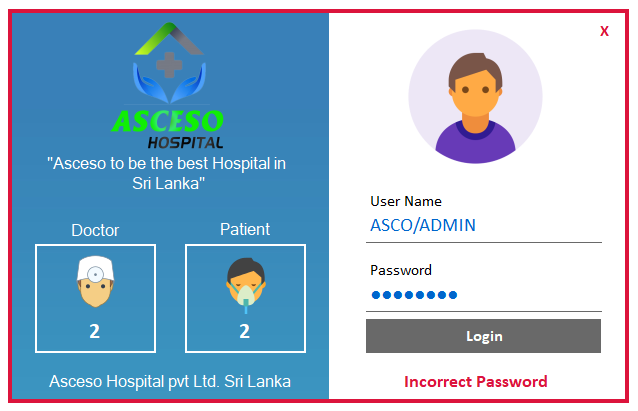 ASCESO
HOSPITAL
"Asceso to be the best Hospital in
Sri Lanka"
Doctor
Patient
2
2
Asceso Hospital pvt Ltd. Sri Lanka
X
User Name
ASCO/ADMIN
Password
●●●●●●●●
Login
Incorrect Password